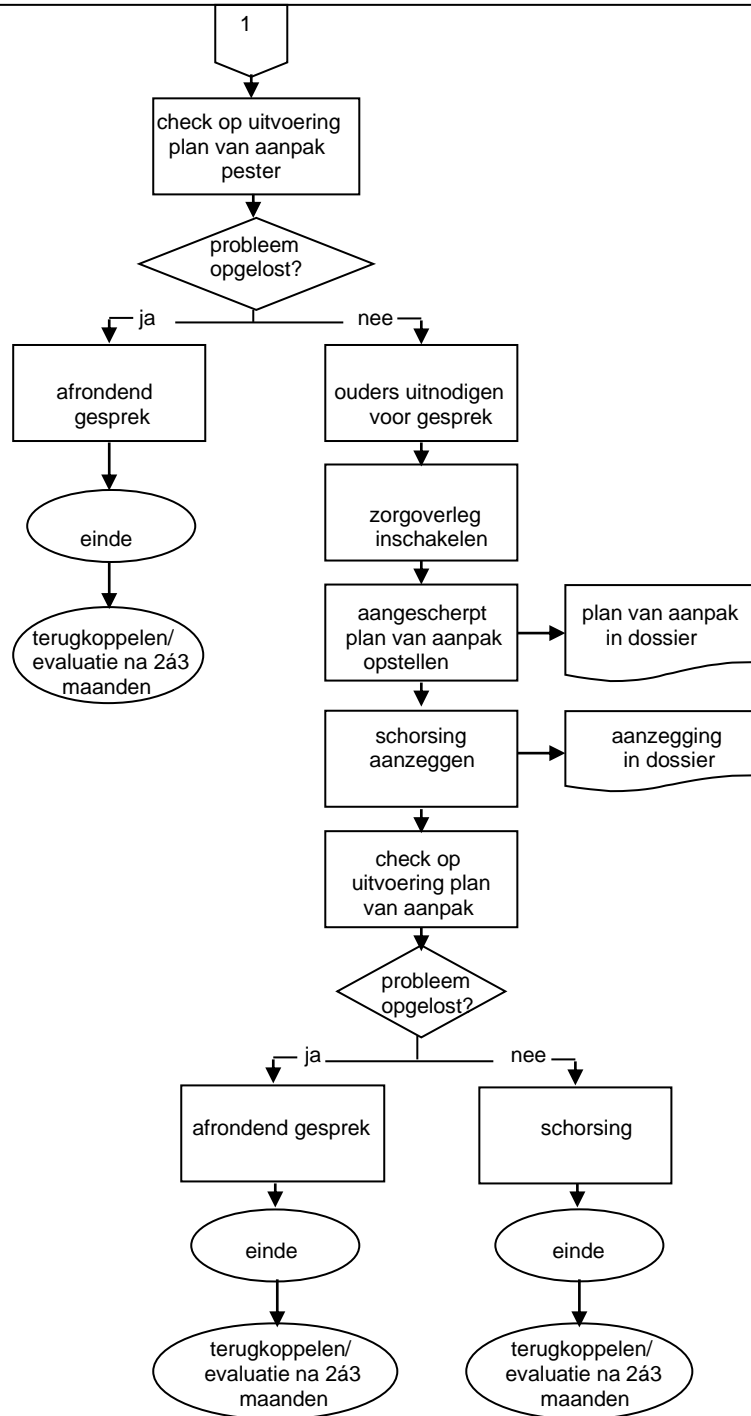 1
check op uitvoering
plan van aanpak
pester
probleem
opgelost?
ja
nee
afrondend
gesprek
ouders uitnodigen
voor gesprek
einde
zorgoverleg
inschakelen
terugkoppelen/
evaluatie na 2á3
maanden
aangescherpt
plan van aanpak
opstellen
plan van aanpak
in dossier
schorsing
aanzeggen
aanzegging
in dossier
check op
uitvoering plan
van aanpak
probleem
opgelost?
ja
nee
afrondend gesprek
schorsing
einde
einde
terugkoppelen/
evaluatie na 2á3
maanden
terugkoppelen/
evaluatie na 2á3
maanden